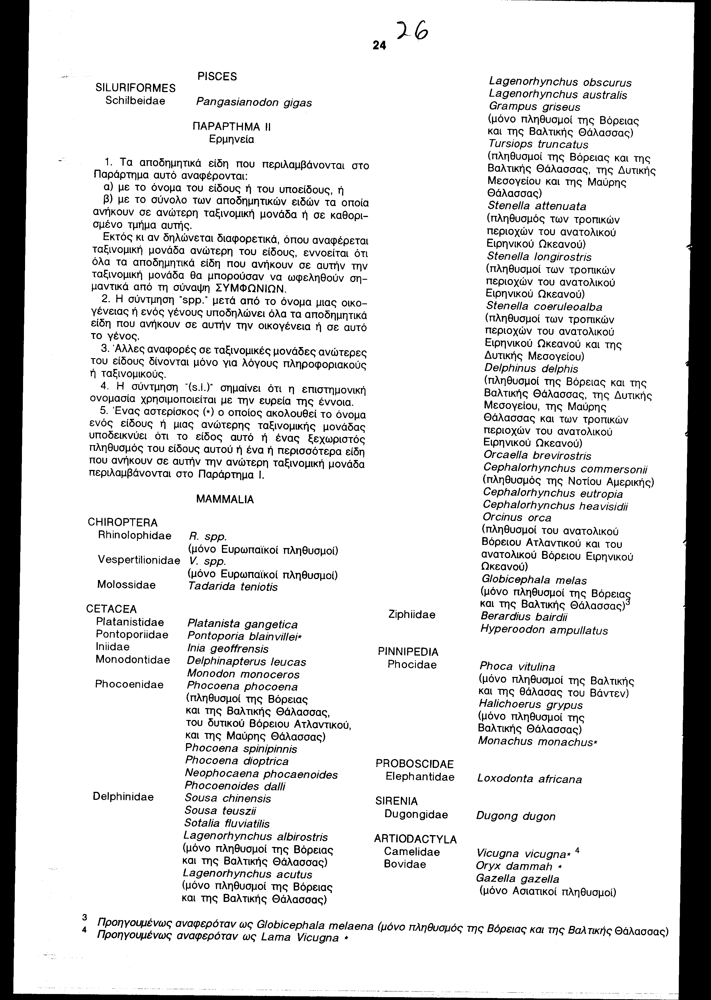 26
24
PISCES
SILURIFORMES
Schilbeidae Pangasianodon gigas
ΠΑΡΑΡΤΗΜΑ ΙΙ
Ερμηνεία
1. Τα αποδημητικά είδη που περιλαμβάνονται στο
Παράρτημα αυτό αναφέρονται:
α) με το όνομα του είδους ή του υποείδους, ή
β) με το σύνολο των αποδημητικών ειδών τα οποία
ανήκουν σε ανώτερη ταξινομική μονάδα ή σε καθορι-
σμένο τμήμα αυτής.
Εκτός κι αν δηλώνεται διαφορετικά, όπου αναφέρεται
ταξινομική μονάδα ανώτερη του είδους, εννοείται ότι
όλα τα αποδημητικά είδη που ανήκουν σε αυτήν την
ταξινομική μονάδα θα μπορούσαν να ωφεληθούν ση-
μαντικά από τη σύναψη ΣΥΜΦΩΝΙΩΝ.
2. Η σύντμηση "spp." μετά από το όνομα μιας οικο-
γένειας ή ενός γένους υποδηλώνει όλα τα αποδημητικά
είδη που ανήκουν σε αυτήν την οικογένεια ή σε αυτό
το γένος.
3. Άλλες αναφορές σε ταξινομικές μονάδες ανώτερες
του είδους δίνονται μόνο για λόγους πληροφοριακούς
ή ταξινομικούς.
4. Η σύντμηση "(s.l.)" σημαίνει ότι η επιστημονική
ονομασία χρησιμοποιείται με την ευρεία της έννοια.
5. Ένας αστερίσκος (*) ο οποίος ακολουθεί το όνομα
ενός είδους ή μιας ανώτερης ταξινομικής μονάδας
υποδεικνύει ότι το είδος αυτό ή ένας ξεχωριστός
πληθυσμός του είδους αυτού ή ένα ή περισσότερα είδη
που ανήκουν σε αυτήν την ανώτερη ταξινομική μονάδα
περιλαμβάνονται στο Παράρτημα Ι.
MAMMALIA
CHIROPTERA
Rhinolophidae R. spp.
(μόνο Ευρωπαϊκοί πληθυσμοί)
Vespertilionidae V. spp.
(μόνο Ευρωπαϊκοί πληθυσμοί)
Molossidae Tadarida teniotis
CETACEA
Platanistidae Platanista gangetica
Pontoporiidae Pontoporia blainvillei*
Iniidae Inia geoffrensis
Monodontidae Delphinapterus leucas
Monodon monoceros
Phocoenidae Phocoena phocoena
(πληθυσμοί της Βόρειας
και της Βαλτικής Θάλασσας,
του δυτικού Βόρειου Ατλαντικού,
και της Μαύρης Θάλασσας)
Phocoena spinipinnis
Phocoena dioptrica
Neophocaena phocaenoides
Phocoenoides dalli
Delphinidae Sousa chinensis
Sousa teuszii
Sotalia fluviatilis
Lagenorhynchus albirostris
(μόνο πληθυσμοί της Βόρειας
και της Βαλτικής Θάλασσας)
Lagenorhynchus acutus
(μόνο πληθυσμοί της Βόρειας
και της Βαλτικής Θάλασσας)
Lagenorhynchus obscurus
Lagenorhynchus australis
Grampus griseus
(μόνο πληθυσμοί της Βόρειας
και της Βαλτικής Θάλασσας)
Tursiops truncatus
(πληθυσμοί της Βόρειας και της
Βαλτικής Θάλασσας, της Δυτικής
Μεσογείου και της Μαύρης
Θάλασσας)
Stenella attenuata
(πληθυσμός των τροπικών
περιοχών του ανατολικού
Ειρηνικού Ωκεανού)
Stenella longirostris
(πληθυσμοί των τροπικών
περιοχών του ανατολικού
Ειρηνικού Ωκεανού)
Stenella coeruleoalba
(πληθυσμοί των τροπικών
περιοχών του ανατολικού
Ειρηνικού Ωκεανού και της
Δυτικής Μεσογείου)
Delphinus delphis
(πληθυσμοί της Βόρειας και της
Βαλτικής Θάλασσας, της Δυτικής
Μεσογείου, της Μαύρης
Θάλασσας και των τροπικών
περιοχών του ανατολικού
Ειρηνικού Ωκεανού)
Orcaella brevirostris
Cephalorhynchus commersonii
(πληθυσμός της Νοτίου Αμερικής)
Cephalorhynchus eutropia
Cephalorhynchus heavisidii
Orcinus orca
(πληθυσμοί του ανατολικού
Βόρειου Ατλαντικού και του
ανατολικού Βόρειου Ειρηνικού
Ωκεανού)
Globicephala melas
(μόνο πληθυσμοί της Βόρειας
και της Βαλτικής Θάλασσας)3
Ziphiidae Berardius bairdii
Hyperoodon ampullatus
PINNIPEDIA
Phocidae Phoca vitulina
(μόνο πληθυσμοί της Βαλτικής
και της θάλασας του Βάντεν)
Halichoerus grypus
(μόνο πληθυσμοί της
Βαλτικής Θάλασσας)
Monachus monachus*
PROBOSCIDAE
Elephantidae Loxodonta africana
SIRENIA
Dugongidae Dugong dugon
ARTIODACTYLA
Camelidae Vicugna vicugna* 4
Bovidae Oryx dammah *
Gazella gazella
(μόνο Ασιατικοί πληθυσμοί)
3 Προηγουμένως αναφερόταν ως Globicephala melaena (μόνο πληθυσμός της Βόρειας και της Βαλτικής Θάλασσας)
4 Προηγουμένως αναφερόταν ως Lama Vicugna *